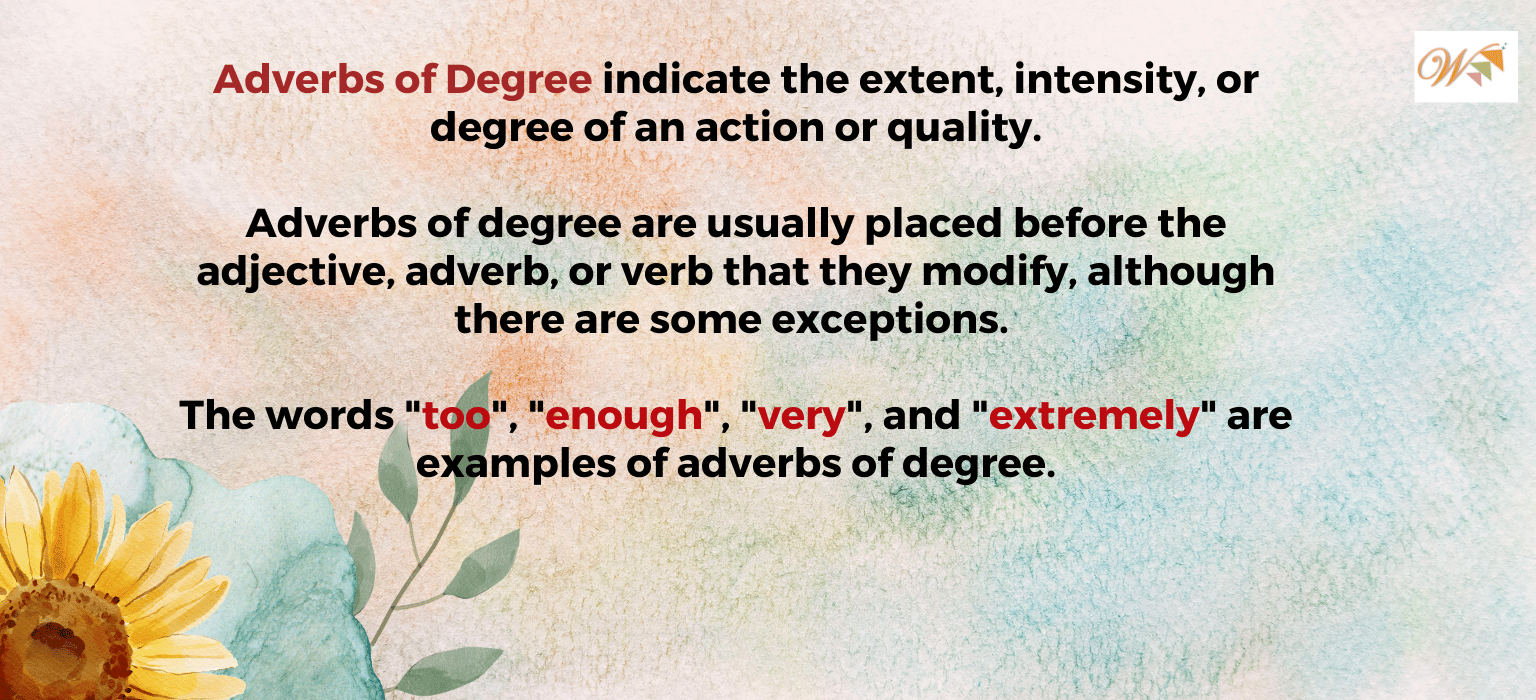 W
Adverbs of Degree indicate the extent, intensity, or
degree of an action or quality.
Adverbs of degree are usually placed before the
adjective, adverb, or verb that they modify, although
there are some exceptions.
The words "too", "enough", "very", and "extremely" are
examples of adverbs of degree.